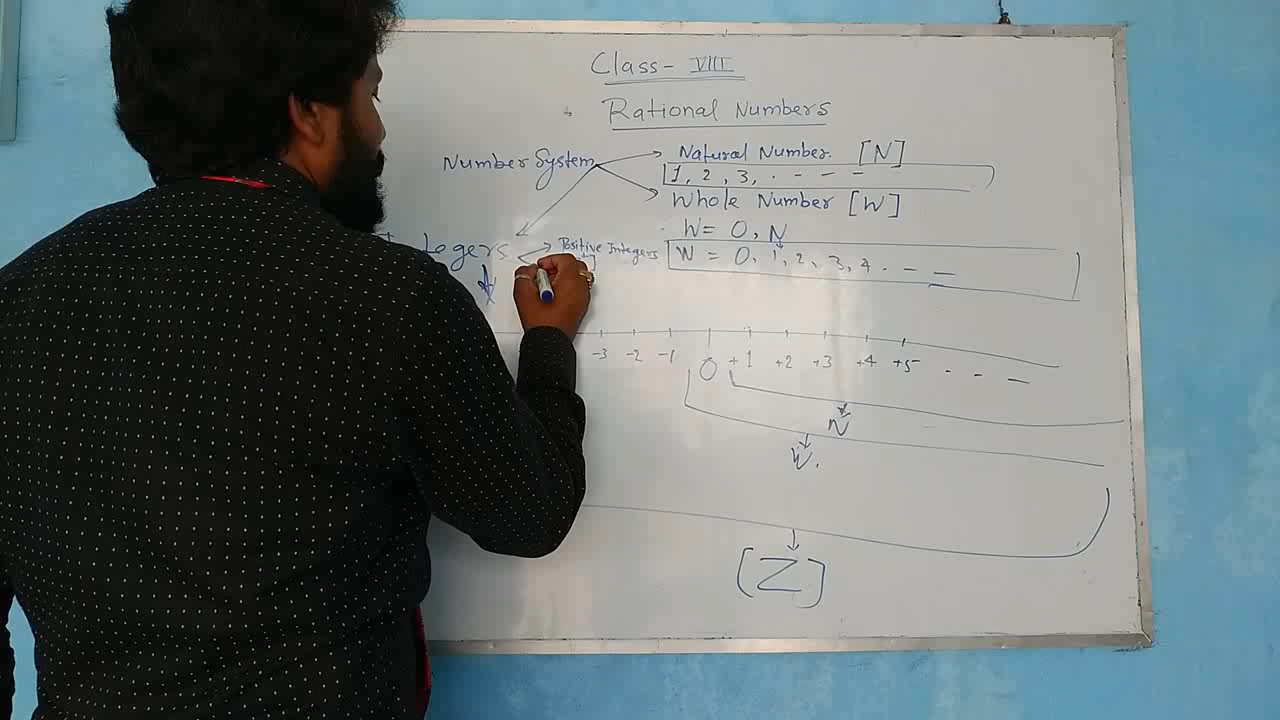 Class - VIII
Rational Numbers
Number System
Natural Number. [N]
1, 2, 3, . - - -
Whole Number [W]
W = 0, N
W = 0, 1, 2, 3, 4 . - -
Positive Integers
-3 -2 -1 0 +1 +2 +3 +4 +5 . - -
N
W.
[Z]